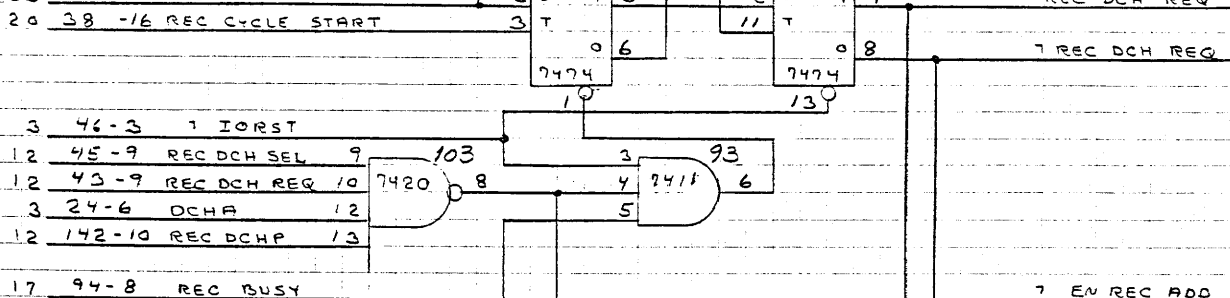 REC DCH REQ
20 38 -16 REC CYCLE START 3 T 11 T
0 6 0 8 ㄱ REC DCH REQ
7474 7474
1 13
3 46-3 ㄱ IORST
12 45-9 REC DCH SEL 9 103 3 93
12 43-9 REC DCH REQ 10 7420 8 4 7411 6
3 24-6 DCHA 12 5
12 142-10 REC DCHP 13
17 94-8 REC BUSY ㄱ EN REC ADD